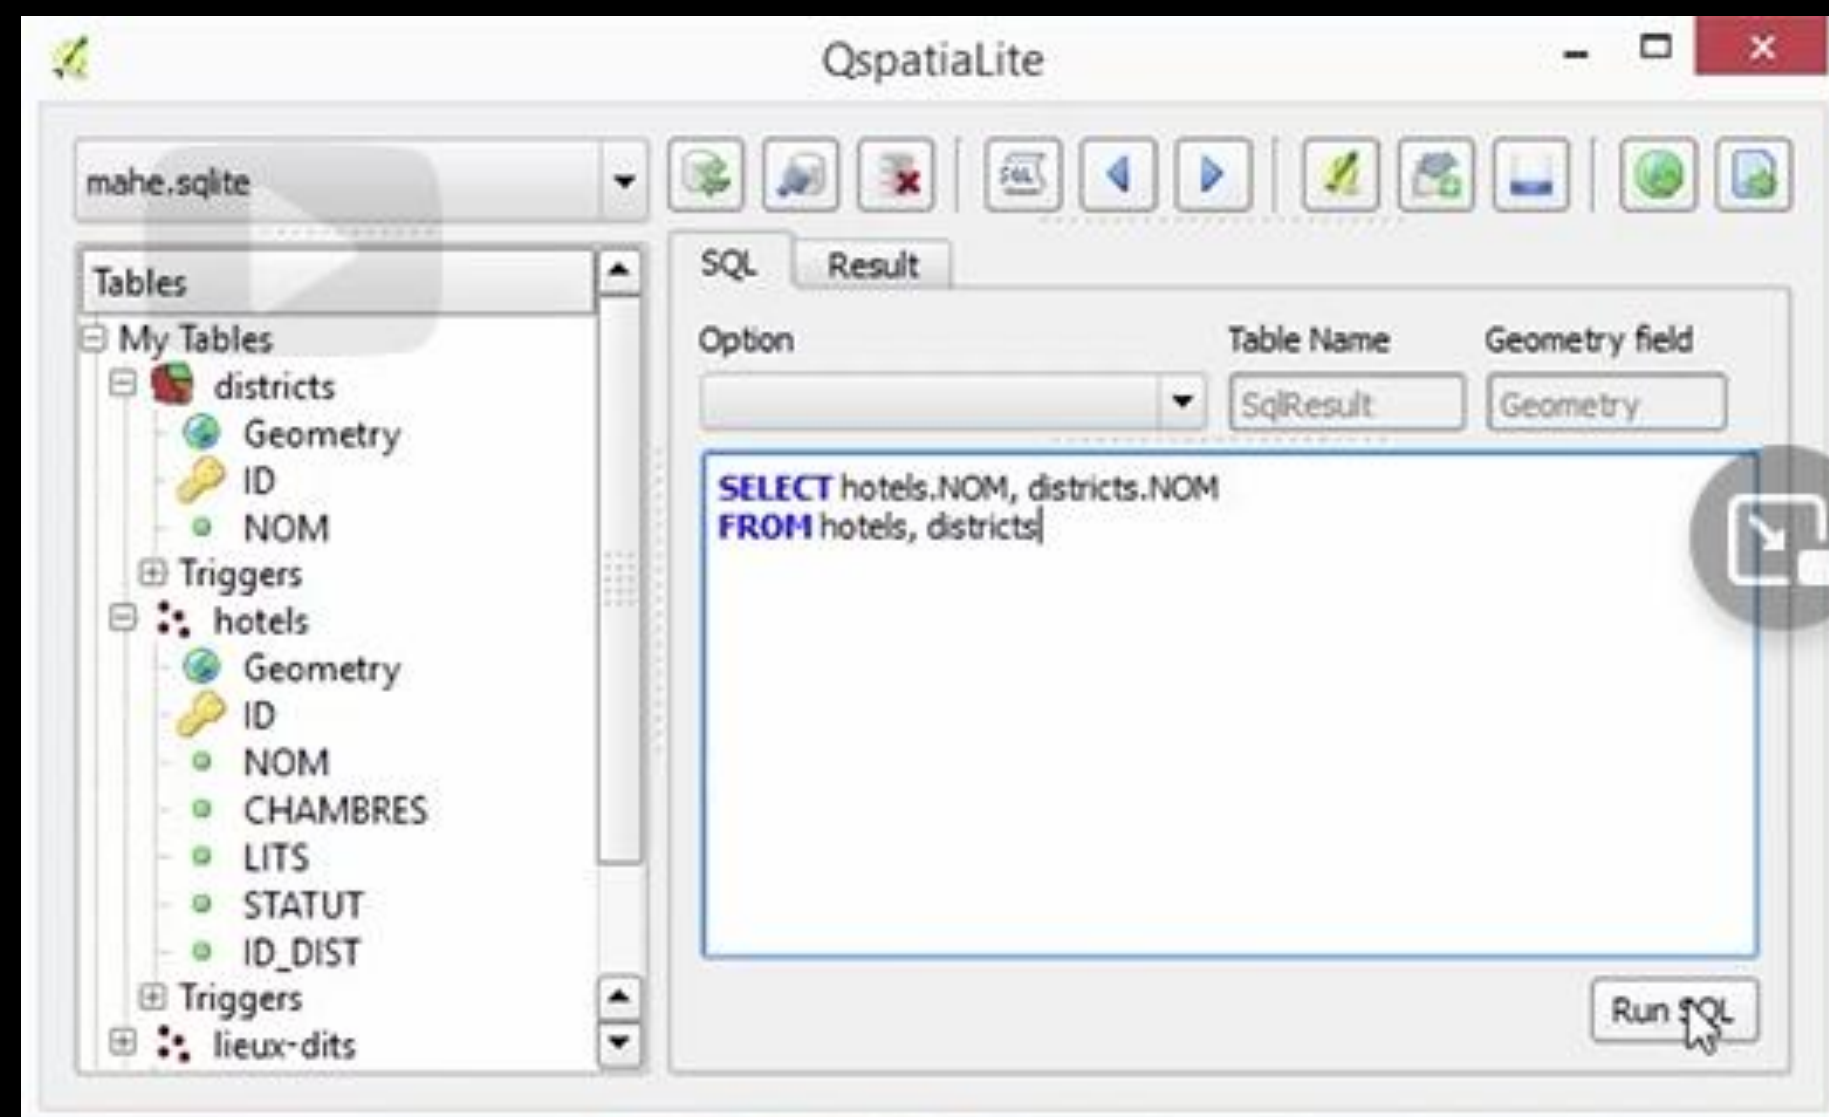 QspatiaLite
mahe.sqlite
Tables
My Tables
districts
Geometry
ID
NOM
Triggers
hotels
Geometry
ID
NOM
CHAMBRES
LITS
STATUT
ID_DIST
Triggers
lieux-dits
SQL
SQL Result
Option Table Name Geometry field
SqlResult Geometry
SELECT hotels.NOM, districts.NOM
FROM hotels, districts
Run SQL